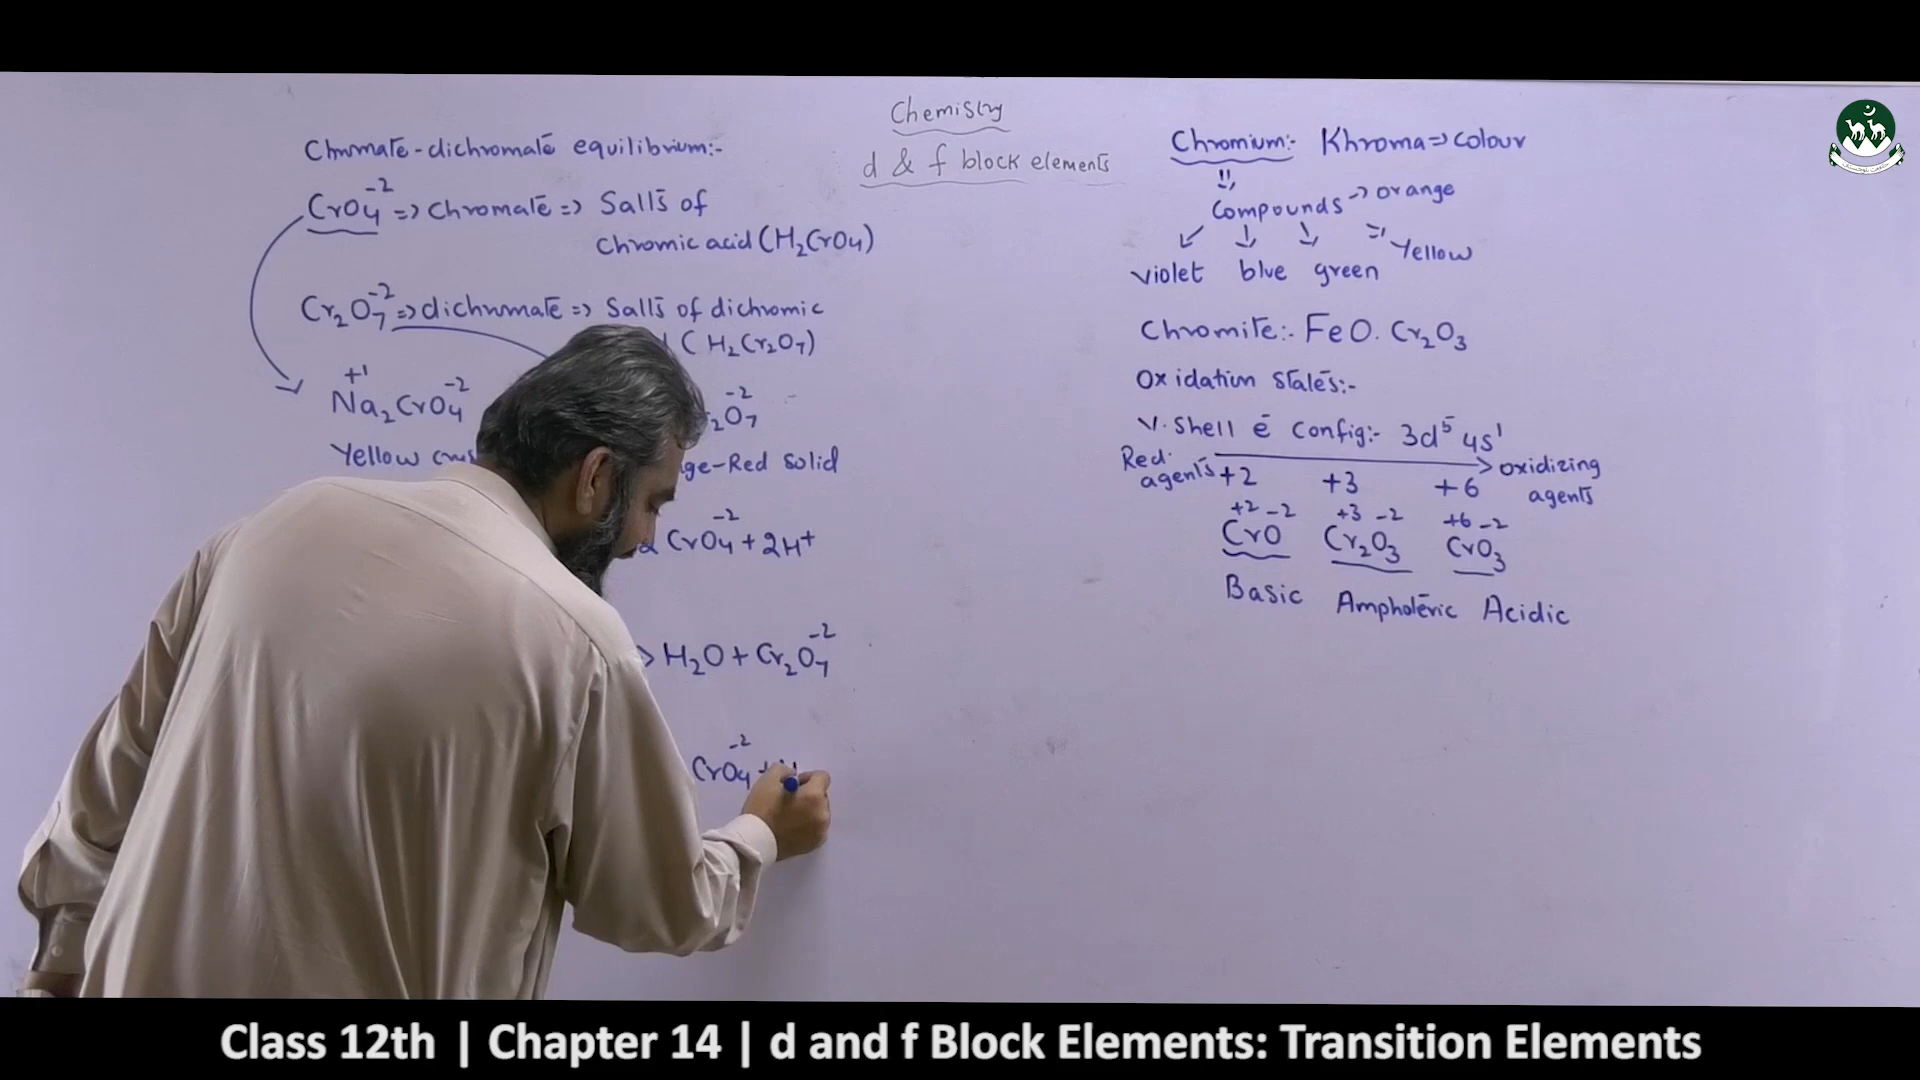 Chemistry
d & f block elements
Chromate-dichromate equilibrium:-
CrO₄⁻² => Chromate => Salts of
Chromic acid (H₂CrO₄)
Cr₂O₇⁻² => dichromate => Salts of dichromic
( H₂Cr₂O₇)
+1
Na₂CrO₄⁻²
₂O₇⁻²
Yellow
ge-Red solid
2 CrO₄⁻² + 2H⁺
> H₂O + Cr₂O₇⁻²
CrO₄⁻² +
Chromium:- Khroma => Colour
Compounds -> orange
=> Yellow
violet blue green
Chromite:- FeO. Cr₂O₃
Oxidation States:-
V. Shell ē Config:- 3d⁵ 4s¹
Red. agents +2 +3 +6 oxidizing agents
+2 -2 +3 -2 +6 -2
CrO Cr₂O₃ CrO₃
Basic Amphoteric Acidic
Class 12th | Chapter 14 | d and f Block Elements: Transition Elements